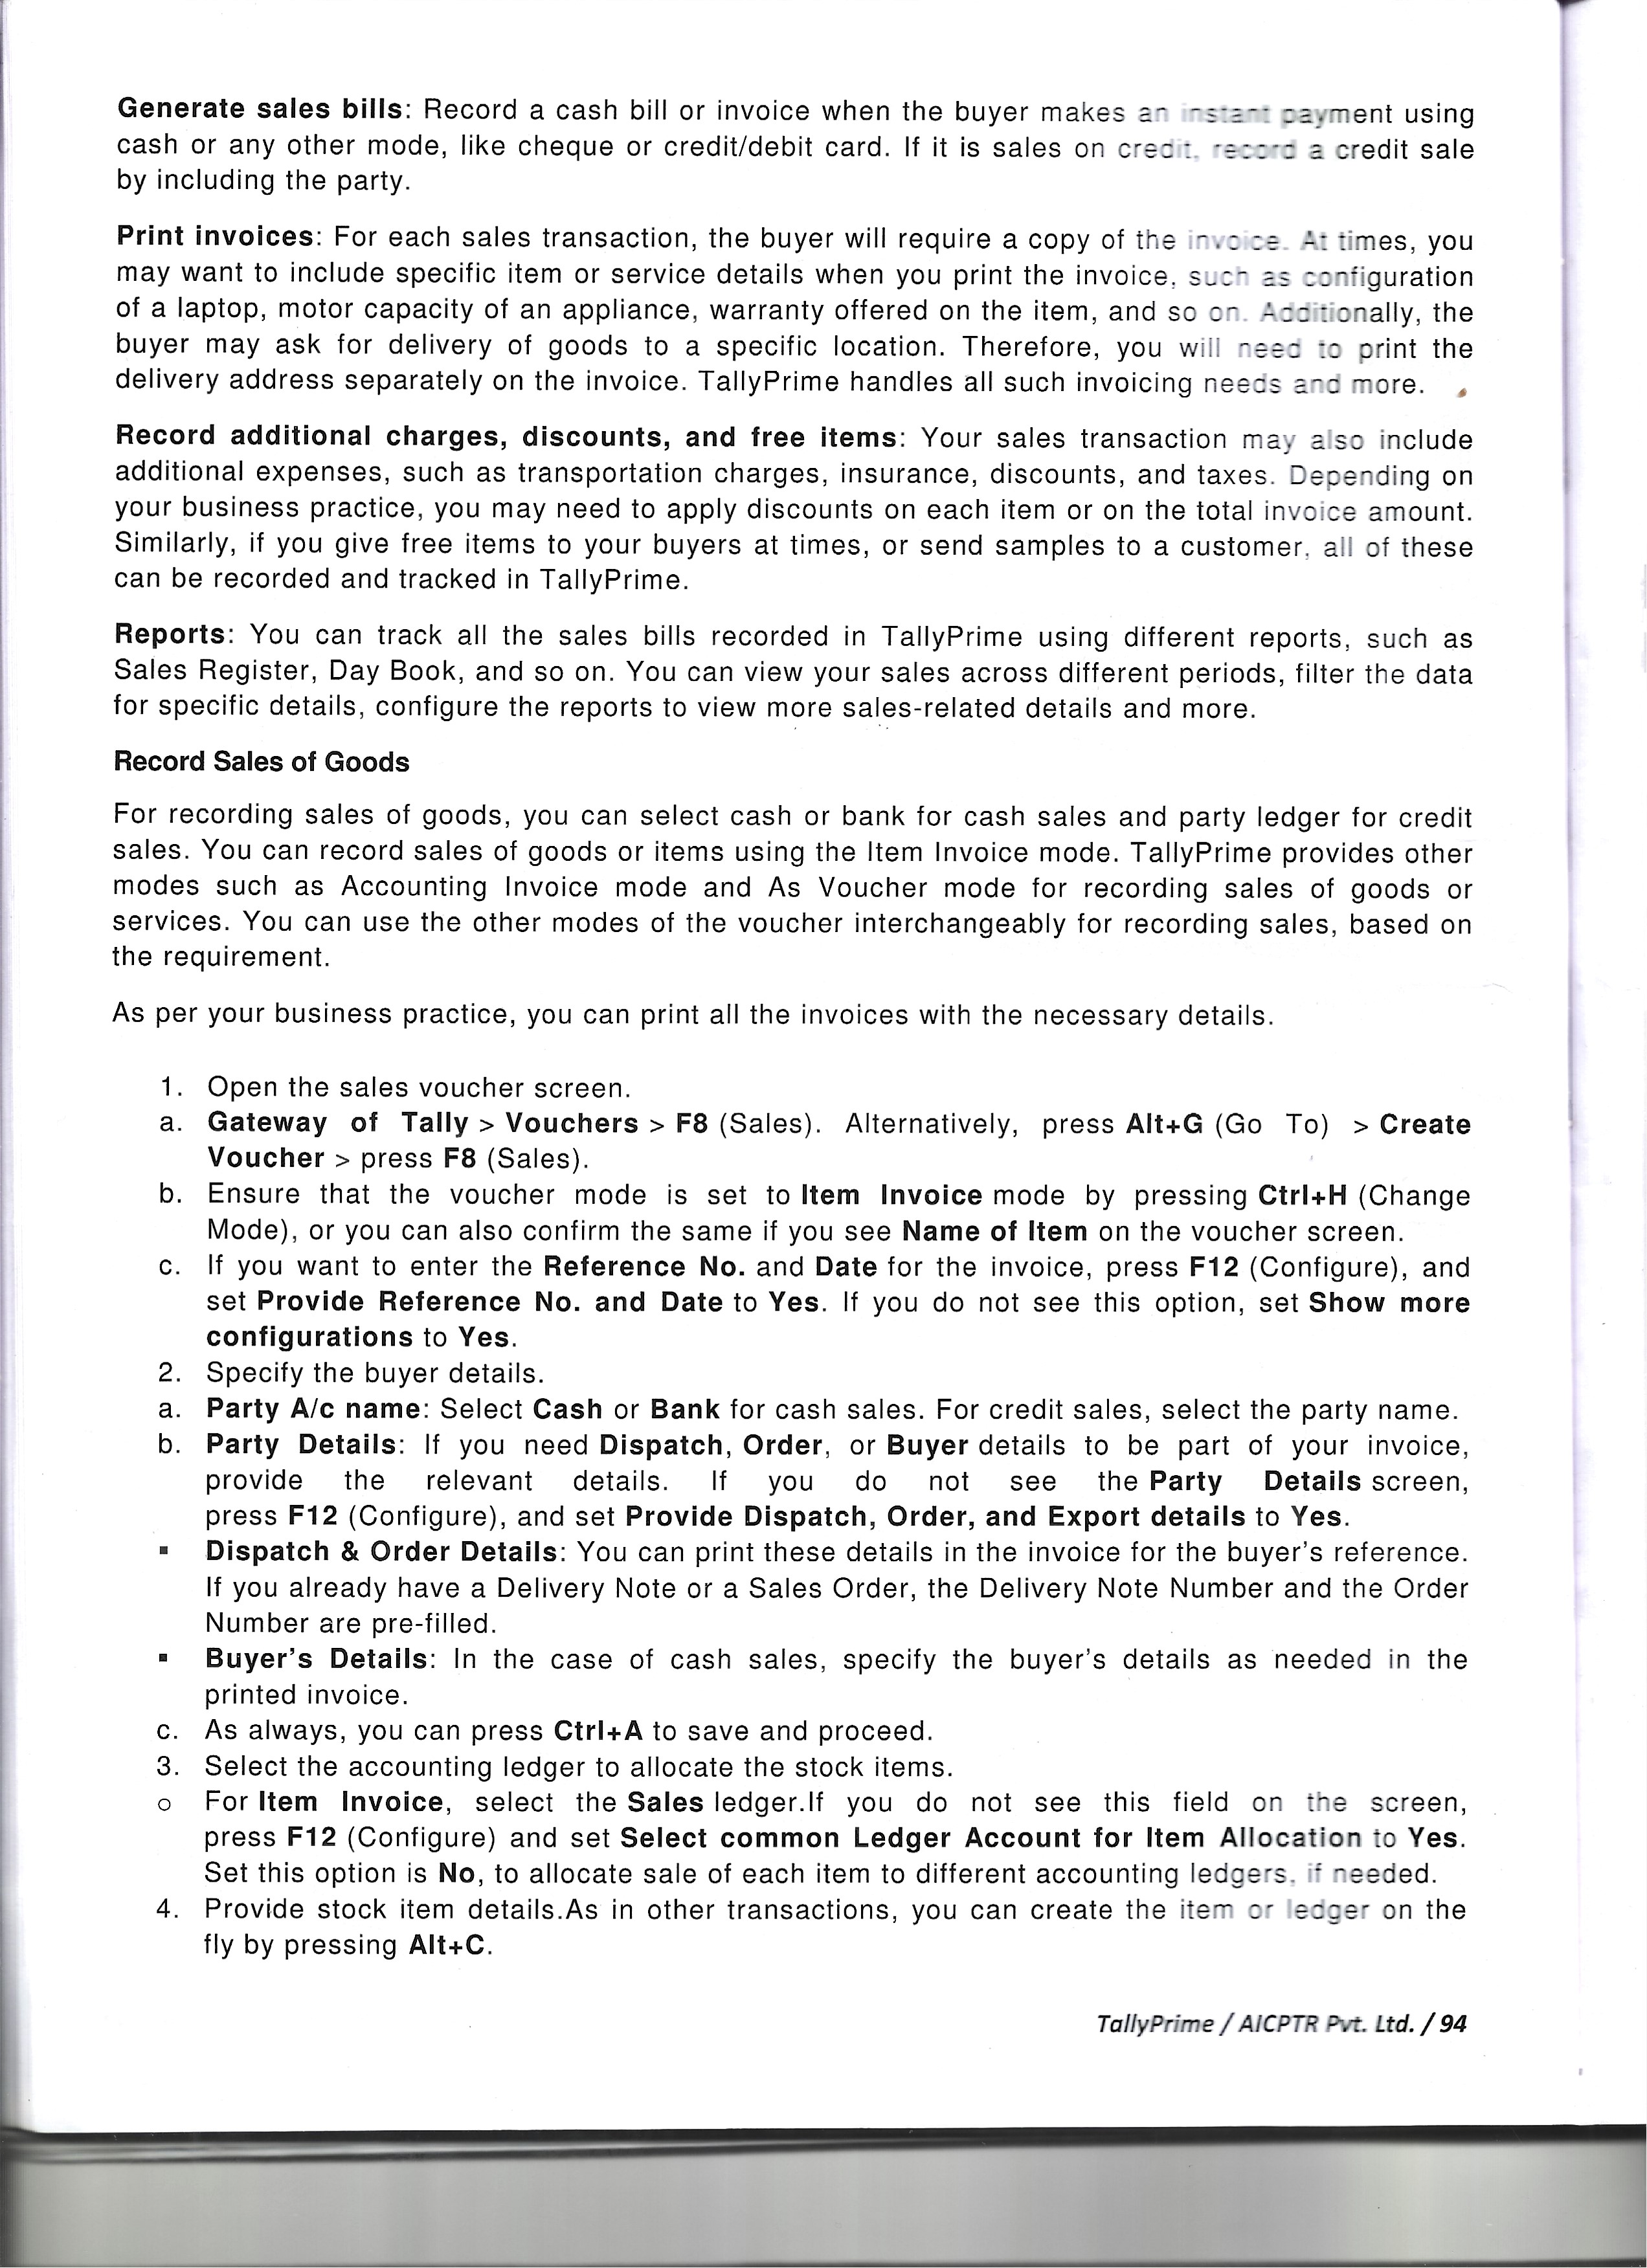 Generate sales bills: Record a cash bill or invoice when the buyer makes an instant payment using
cash or any other mode, like cheque or credit/debit card. If it is sales on credit, record a credit sale
by including the party.
Print invoices: For each sales transaction, the buyer will require a copy of the invoice. At times, you
may want to include specific item or service details when you print the invoice, such as configuration
of a laptop, motor capacity of an appliance, warranty offered on the item, and so on. Additionally, the
buyer may ask for delivery of goods to a specific location. Therefore, you will need to print the
delivery address separately on the invoice. TallyPrime handles all such invoicing needs and more.
Record additional charges, discounts, and free items: Your sales transaction may also include
additional expenses, such as transportation charges, insurance, discounts, and taxes. Depending on
your business practice, you may need to apply discounts on each item or on the total invoice amount.
Similarly, if you give free items to your buyers at times, or send samples to a customer, all of these
can be recorded and tracked in TallyPrime.
Reports: You can track all the sales bills recorded in TallyPrime using different reports, such as
Sales Register, Day Book, and so on. You can view your sales across different periods, filter the data
for specific details, configure the reports to view more sales-related details and more.
Record Sales of Goods
For recording sales of goods, you can select cash or bank for cash sales and party ledger for credit
sales. You can record sales of goods or items using the Item Invoice mode. TallyPrime provides other
modes such as Accounting Invoice mode and As Voucher mode for recording sales of goods or
services. You can use the other modes of the voucher interchangeably for recording sales, based on
the requirement.
As per your business practice, you can print all the invoices with the necessary details.
1. Open the sales voucher screen.
a. Gateway of Tally > Vouchers > F8 (Sales). Alternatively, press Alt+G (Go To) > Create
Voucher > press F8 (Sales).
b. Ensure that the voucher mode is set to Item Invoice mode by pressing Ctrl+H (Change
Mode), or you can also confirm the same if you see Name of Item on the voucher screen.
c. If you want to enter the Reference No. and Date for the invoice, press F12 (Configure), and
set Provide Reference No. and Date to Yes. If you do not see this option, set Show more
configurations to Yes.
2. Specify the buyer details.
a. Party A/c name: Select Cash or Bank for cash sales. For credit sales, select the party name.
b. Party Details: If you need Dispatch, Order, or Buyer details to be part of your invoice,
provide the relevant details. If you do not see the Party Details screen,
press F12 (Configure), and set Provide Dispatch, Order, and Export details to Yes.
▪ Dispatch & Order Details: You can print these details in the invoice for the buyer's reference.
If you already have a Delivery Note or a Sales Order, the Delivery Note Number and the Order
Number are pre-filled.
▪ Buyer's Details: In the case of cash sales, specify the buyer's details as needed in the
printed invoice.
c. As always, you can press Ctrl+A to save and proceed.
3. Select the accounting ledger to allocate the stock items.
o For Item Invoice, select the Sales ledger.If you do not see this field on the screen,
press F12 (Configure) and set Select common Ledger Account for Item Allocation to Yes.
Set this option is No, to allocate sale of each item to different accounting ledgers, if needed.
4. Provide stock item details.As in other transactions, you can create the item or ledger on the
fly by pressing Alt+C.
TallyPrime / AICPTR Pvt. Ltd. / 94